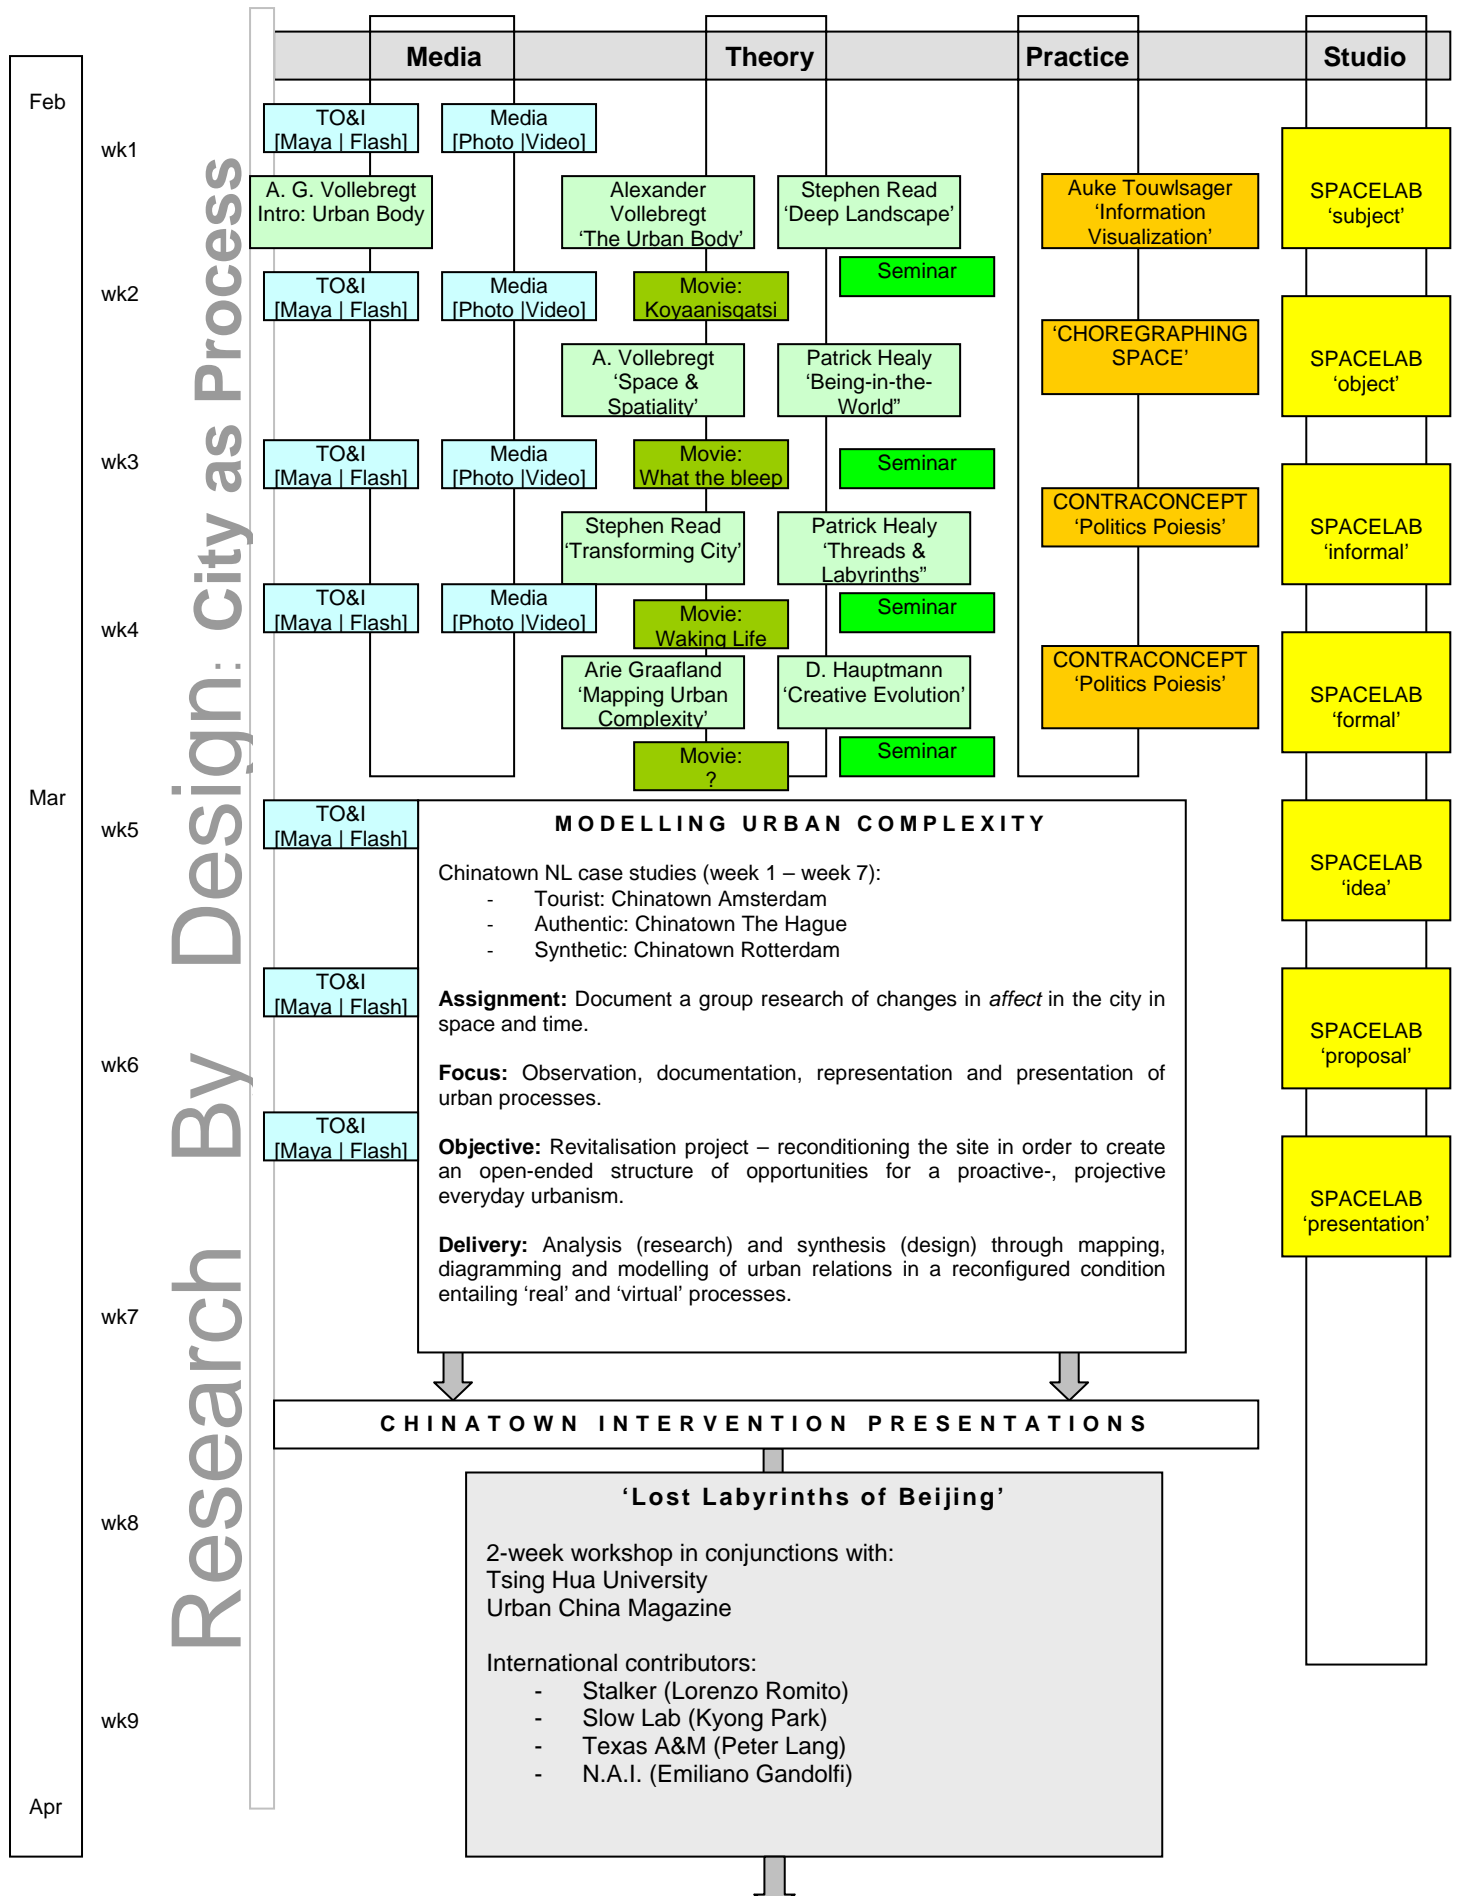 Media
Theory
Practice
Studio
Feb
wk1
wk2
wk3
wk4
Mar
wk5
wk6
wk7
wk8
wk9
Apr
Research By Design: city as Process
TO&I
[Maya | Flash]
Media
[Photo |Video]
A. G. Vollebregt
Intro: Urban Body
Alexander
Vollebregt
‘The Urban Body’
Stephen Read
‘Deep Landscape’
Auke Touwlsager
‘Information
Visualization’
SPACELAB
‘subject’
TO&I
[Maya | Flash]
Media
[Photo |Video]
Movie:
Koyaanisqatsi
Seminar
A. Vollebregt
‘Space &
Spatiality’
Patrick Healy
‘Being-in-the-
World”
‘CHOREGRAPHING
SPACE’
SPACELAB
‘object’
TO&I
[Maya | Flash]
Media
[Photo |Video]
Movie:
What the bleep
Seminar
Stephen Read
‘Transforming City’
Patrick Healy
‘Threads &
Labyrinths”
CONTRACONCEPT
‘Politics Poiesis’
SPACELAB
‘informal’
TO&I
[Maya | Flash]
Media
[Photo |Video]
Movie:
Waking Life
Seminar
Arie Graafland
‘Mapping Urban
Complexity’
D. Hauptmann
‘Creative Evolution’
CONTRACONCEPT
‘Politics Poiesis’
SPACELAB
‘formal’
Movie:
?
Seminar
TO&I
[Maya | Flash]
TO&I
[Maya | Flash]
TO&I
[Maya | Flash]
MODELLING URBAN COMPLEXITY
Chinatown NL case studies (week 1 – week 7):
- Tourist: Chinatown Amsterdam
- Authentic: Chinatown The Hague
- Synthetic: Chinatown Rotterdam
Assignment: Document a group research of changes in affect in the city in
space and time.
Focus: Observation, documentation, representation and presentation of
urban processes.
Objective: Revitalisation project – reconditioning the site in order to create
an open-ended structure of opportunities for a proactive-, projective
everyday urbanism.
Delivery: Analysis (research) and synthesis (design) through mapping,
diagramming and modelling of urban relations in a reconfigured condition
entailing ‘real’ and ‘virtual’ processes.
SPACELAB
‘idea’
SPACELAB
‘proposal’
SPACELAB
‘presentation’
CHINATOWN INTERVENTION PRESENTATIONS
‘Lost Labyrinths of Beijing’
2-week workshop in conjunctions with:
Tsing Hua University
Urban China Magazine
International contributors:
- Stalker (Lorenzo Romito)
- Slow Lab (Kyong Park)
- Texas A&M (Peter Lang)
- N.A.I. (Emiliano Gandolfi)